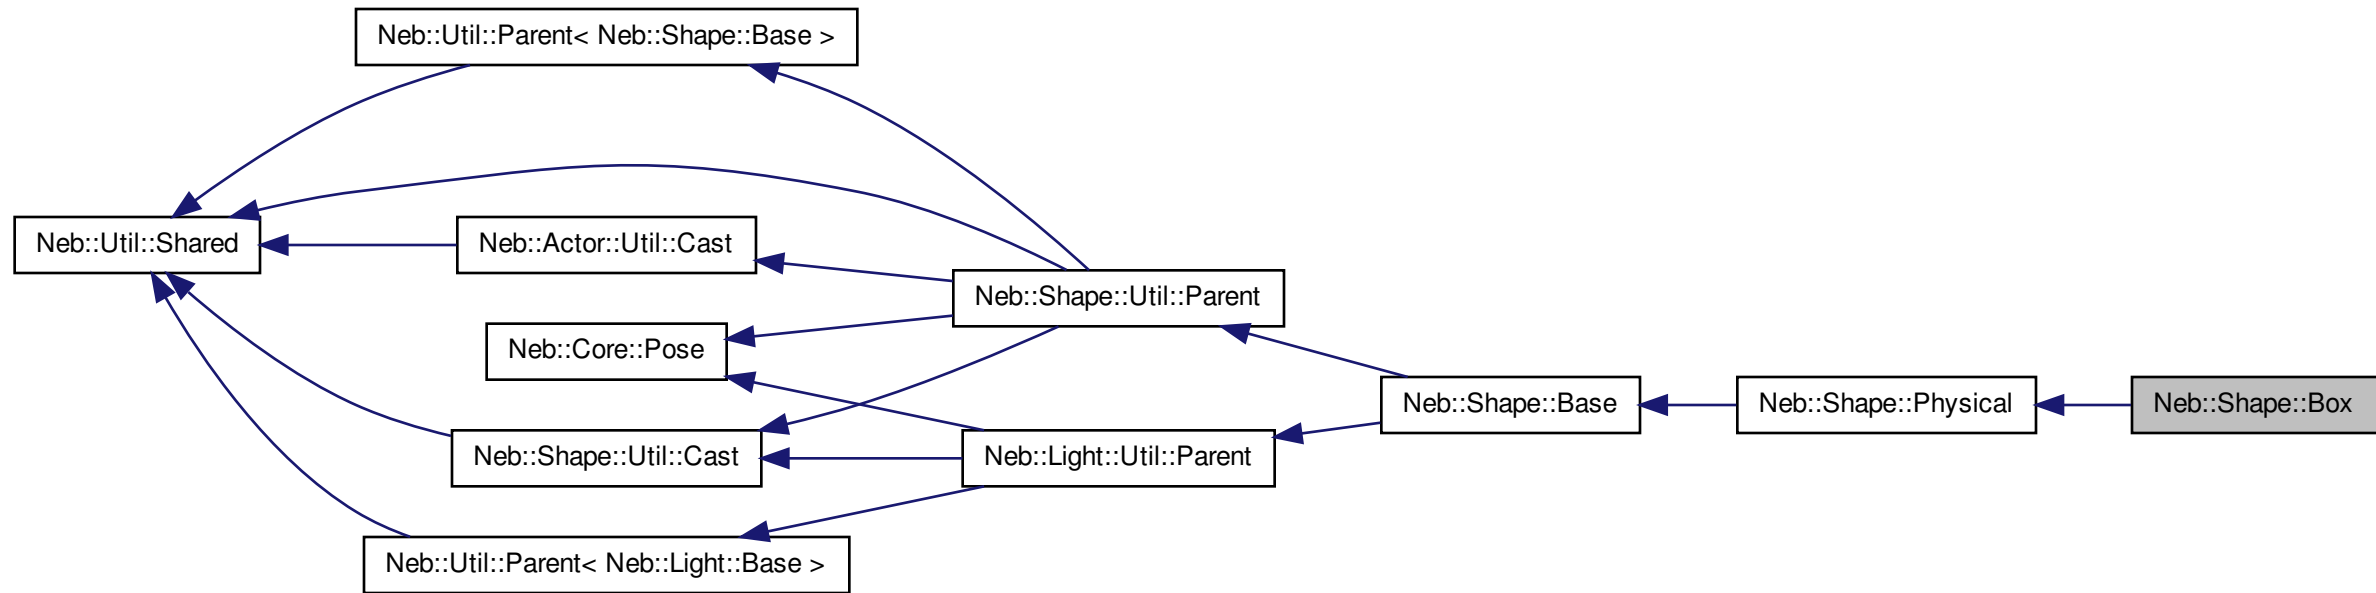 Neb::Util::Parent< Neb::Shape::Base >
Neb::Util::Shared
Neb::Actor::Util::Cast
Neb::Shape::Util::Parent
Neb::Core::Pose
Neb::Shape::Base
Neb::Shape::Physical
Neb::Shape::Box
Neb::Shape::Util::Cast
Neb::Light::Util::Parent
Neb::Util::Parent< Neb::Light::Base >